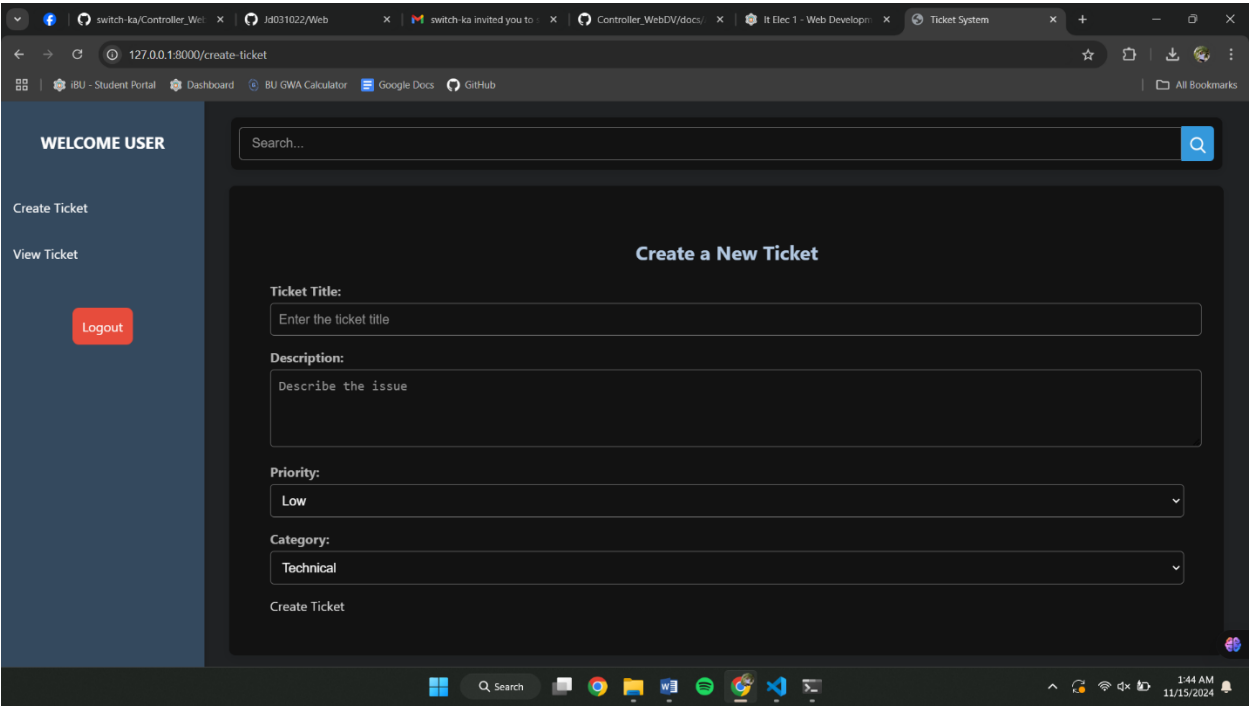 switch-ka/Controller_Web
Jd031022/Web
switch-ka invited you to
Controller_WebDV/docs/
It Elec 1 - Web Developm
Ticket System
127.0.0.1:8000/create-ticket
iBU - Student Portal
Dashboard
BU GWA Calculator
Google Docs
GitHub
All Bookmarks
WELCOME USER
Search...
Create Ticket
View Ticket
Logout
Create a New Ticket
Ticket Title:
Enter the ticket title
Description:
Describe the issue
Priority:
Low
Category:
Technical
Create Ticket
Search
1:44 AM
11/15/2024